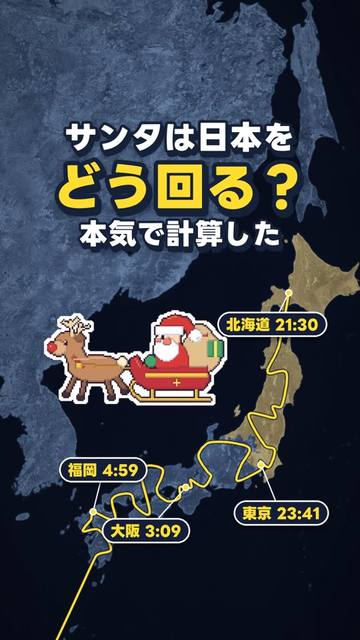 サンタは日本を
どう回る？
本気で計算した
北海道 21:30
福岡 4:59
東京 23:41
大阪 3:09